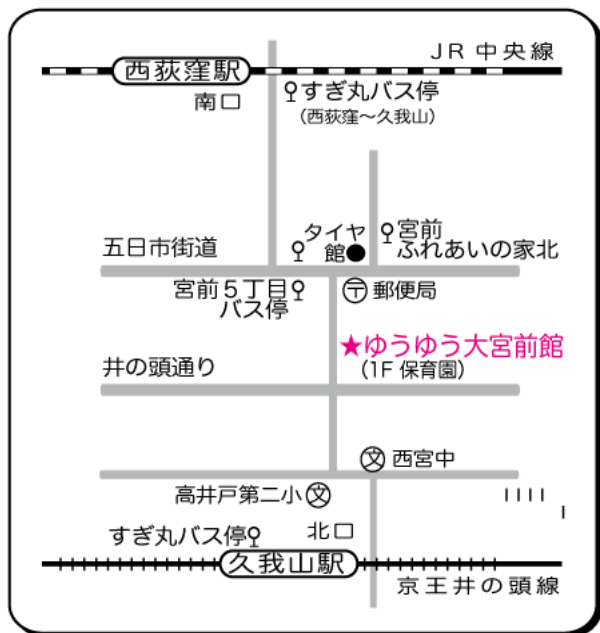 JR 中央線
西荻窪駅
南口
すぎ丸バス停
（西荻窪〜久我山）
タイヤ
館
宮前
ふれあいの家北
五日市街道
宮前５丁目
バス停
〒 郵便局
★ゆうゆう大宮前館
（1F 保育園）
井の頭通り
文 西宮中
高井戸第二小 文
すぎ丸バス停
北口
久我山駅
京王井の頭線